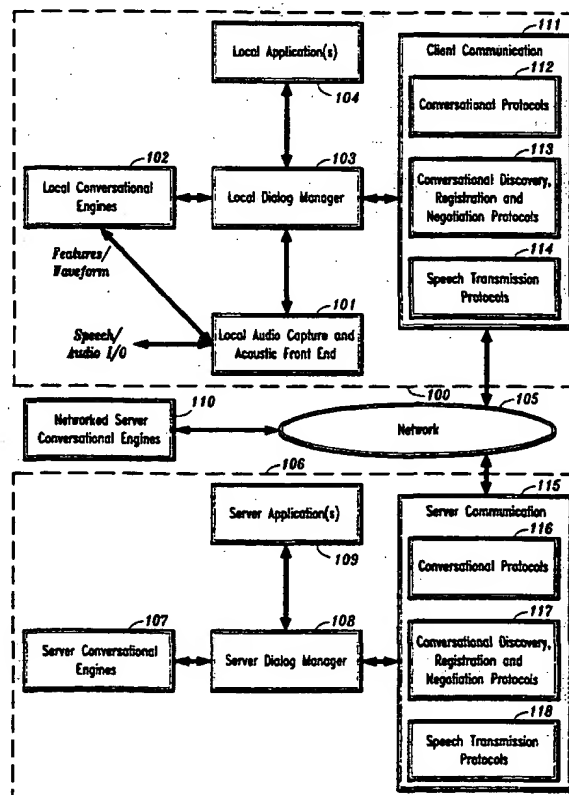 111
Local Application(s)
104
Client Communication
112
Conversational Protocols
102
Local Conversational
Engines
103
Local Dialog Manager
113
Conversational Discovery,
Registration and
Negotiation Protocols
Features/
Waveform
114
Speech Transmission
Protocols
101
Local Audio Capture and
Acoustic Front End
Speech/
Audio I/O
100
105
110
Networked Server
Conversational Engines
Network
106
115
Server Application(s)
109
Server Communication
116
Conversational Protocols
107
Server Conversational
Engines
108
Server Dialog Manager
117
Conversational Discovery,
Registration and
Negotiation Protocols
118
Speech Transmission
Protocols